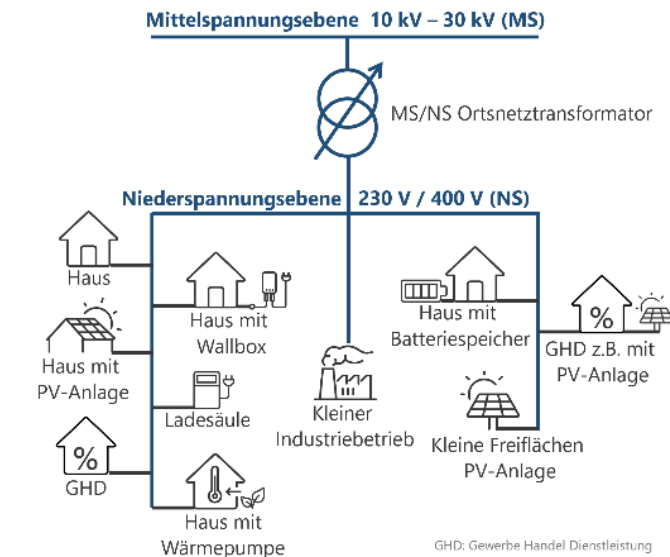 Mittelspannungsebene 10 kV – 30 kV (MS)
MS/NS Ortsnetztransformator
Niederspannungsebene 230 V / 400 V (NS)
Haus
Haus mit
Wallbox
Haus mit
PV-Anlage
Ladesäule
%
GHD
Haus mit
Wärmepumpe
Kleiner
Industriebetrieb
Haus mit
Batteriespeicher
%
GHD z.B. mit
PV-Anlage
Kleine Freiflächen
PV-Anlage
GHD: Gewerbe Handel Dienstleistung